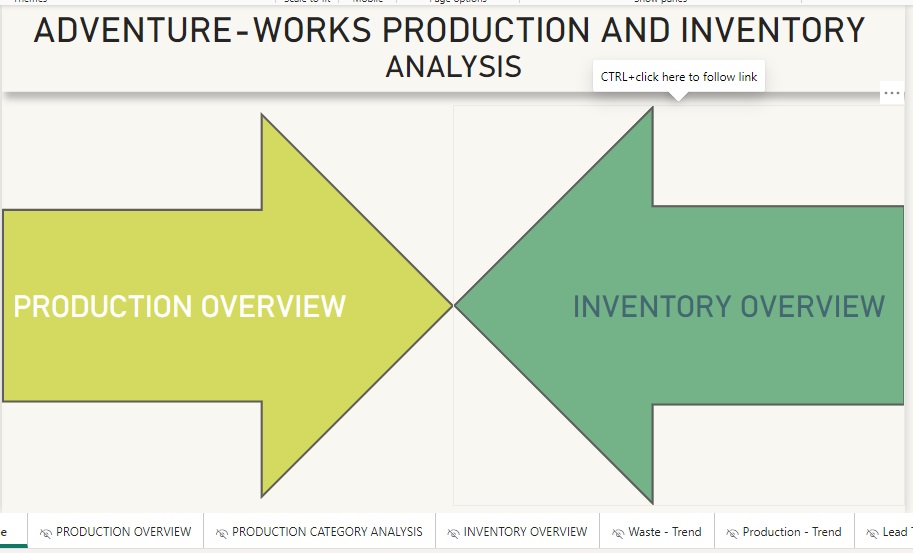 Themes Scale to fit Mobile Page options Show panes
ADVENTURE-WORKS PRODUCTION AND INVENTORY
ANALYSIS
CTRL+click here to follow link
PRODUCTION OVERVIEW
INVENTORY OVERVIEW
e PRODUCTION OVERVIEW PRODUCTION CATEGORY ANALYSIS INVENTORY OVERVIEW Waste - Trend Production - Trend Lead T